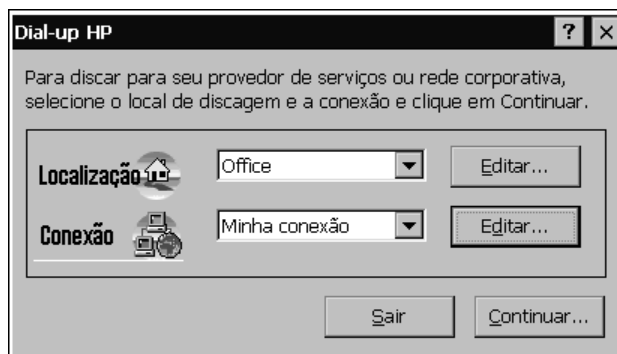 Dial-up HP ? ×
Para discar para seu provedor de serviços ou rede corporativa,
selecione o local de discagem e a conexão e clique em Continuar.
Localização Office Editar...
Conexão Minha conexão Editar...
Sair Continuar...